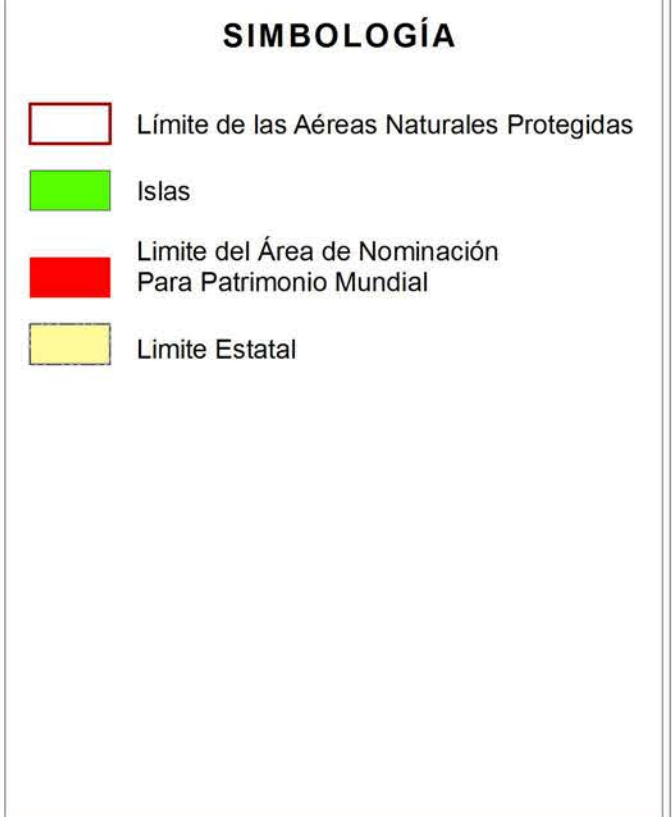 SIMBOLOGÍA
Límite de las Aéreas Naturales Protegidas
Islas
Limite del Área de Nominación
Para Patrimonio Mundial
Limite Estatal